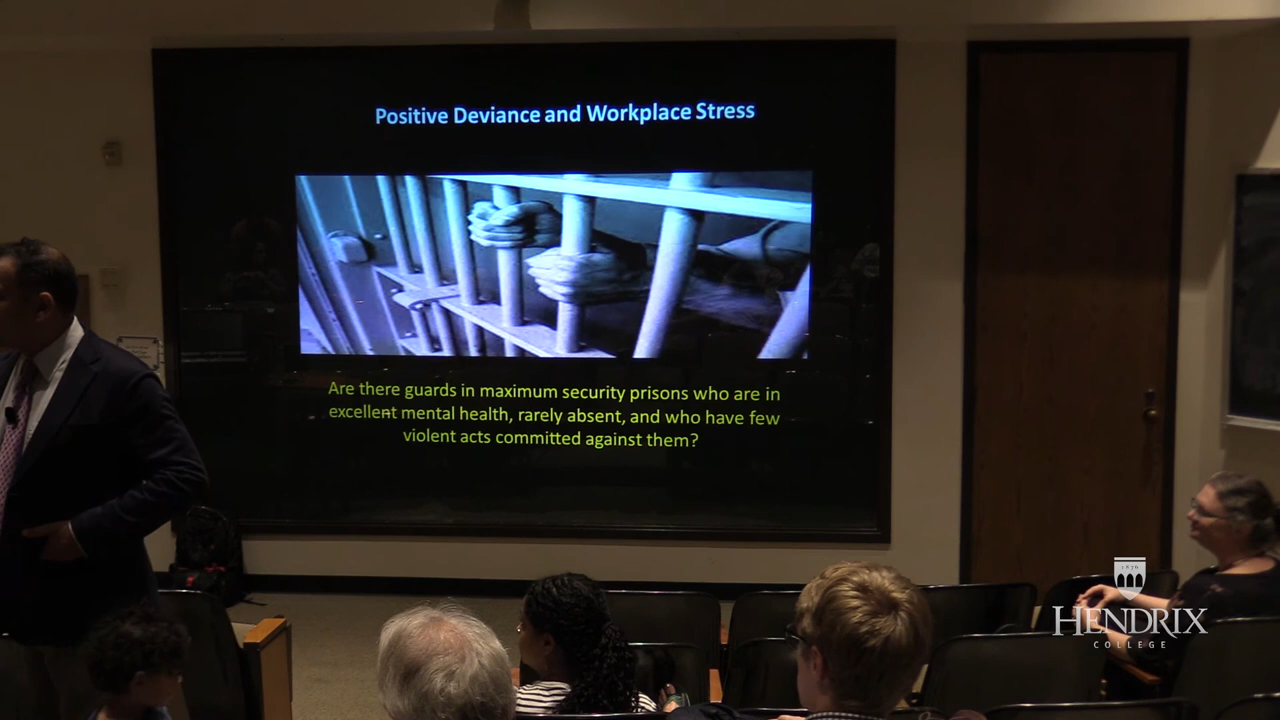 Positive Deviance and Workplace Stress
Are there guards in maximum security prisons who are in
excellent mental health, rarely absent, and who have few
violent acts committed against them?
1876
HENDRIX
COLLEGE